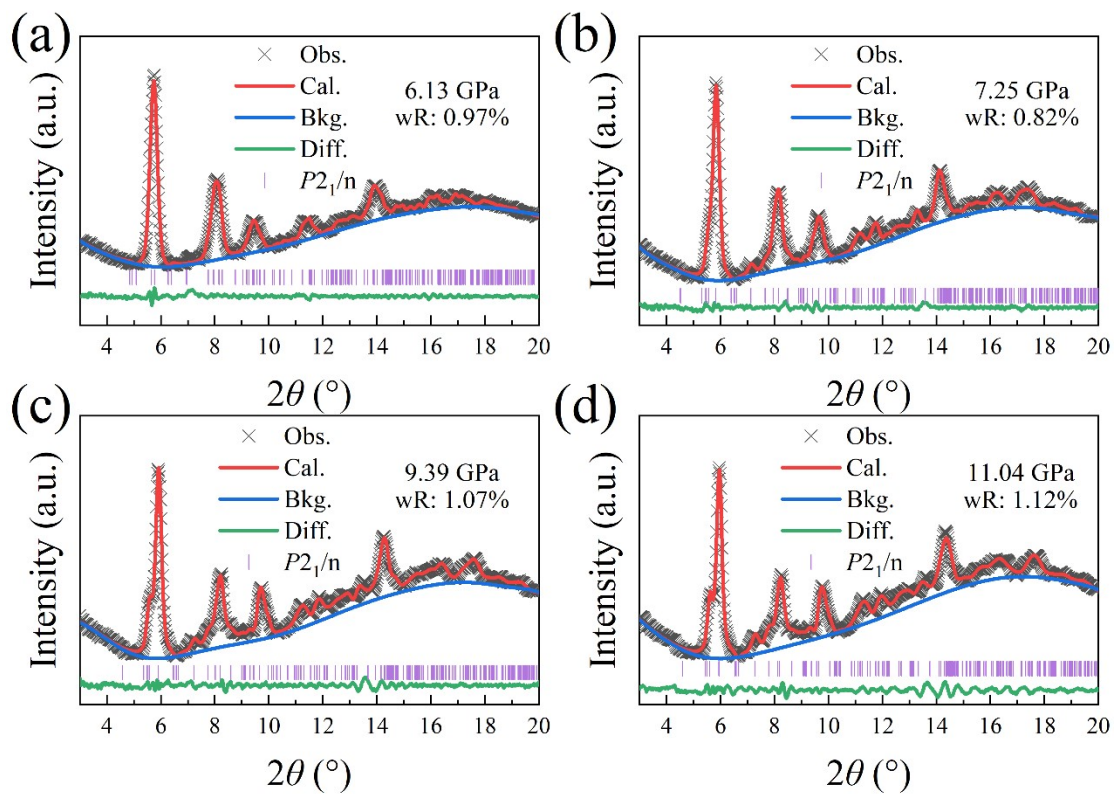 (a)
Obs.
Cal.
Bkg.
Diff.
P2₁/n
6.13 GPa
wR: 0.97%
Intensity (a.u.)
4 6 8 10 12 14 16 18 20
2θ (°)
(b)
Obs.
Cal.
Bkg.
Diff.
P2₁/n
7.25 GPa
wR: 0.82%
Intensity (a.u.)
4 6 8 10 12 14 16 18 20
2θ (°)
(c)
Obs.
Cal.
Bkg.
Diff.
P2₁/n
9.39 GPa
wR: 1.07%
Intensity (a.u.)
4 6 8 10 12 14 16 18 20
2θ (°)
(d)
Obs.
Cal.
Bkg.
Diff.
P2₁/n
11.04 GPa
wR: 1.12%
Intensity (a.u.)
4 6 8 10 12 14 16 18 20
2θ (°)